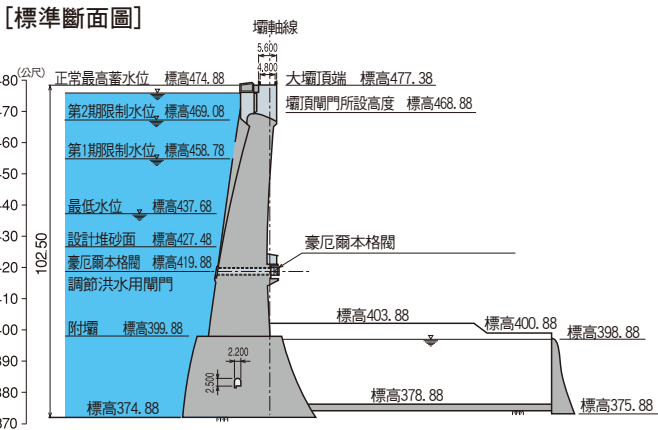 [標準斷面圖]
壩軸線
5.600
4.800
(公尺)
正常最高蓄水位 標高474.88
大壩頂端 標高477.38
壩頂閘門所設高度 標高468.88
第2期限制水位 標高469.08
第1期限制水位 標高458.78
最低水位 標高437.68
設計堆砂面 標高427.48
豪厄爾本格閥 標高419.88
調節洪水用閘門
豪厄爾本格閥
102.50
附壩 標高399.88
標高403.88
標高400.88
標高398.88
2.200
2.500
標高374.88
標高378.88
標高375.88
80
70
60
50
40
30
20
10
00
90
80
370